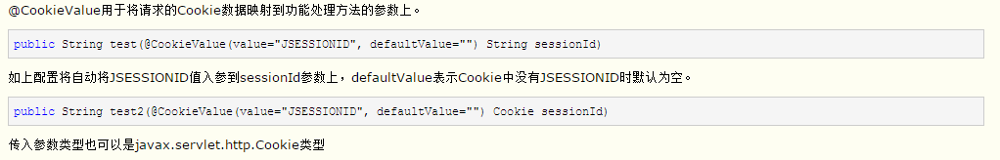 @CookieValue用于将请求的Cookie数据映射到功能处理方法的参数上。
public String test(@CookieValue(value="JSESSIONID", defaultValue="") String sessionId)
如上配置将自动将JSESSIONID值入参到sessionId参数上，defaultValue表示Cookie中没有JSESSIONID时默认为空。
public String test2(@CookieValue(value="JSESSIONID", defaultValue="") Cookie sessionId)
传入参数类型也可以是javax.servlet.http.Cookie类型